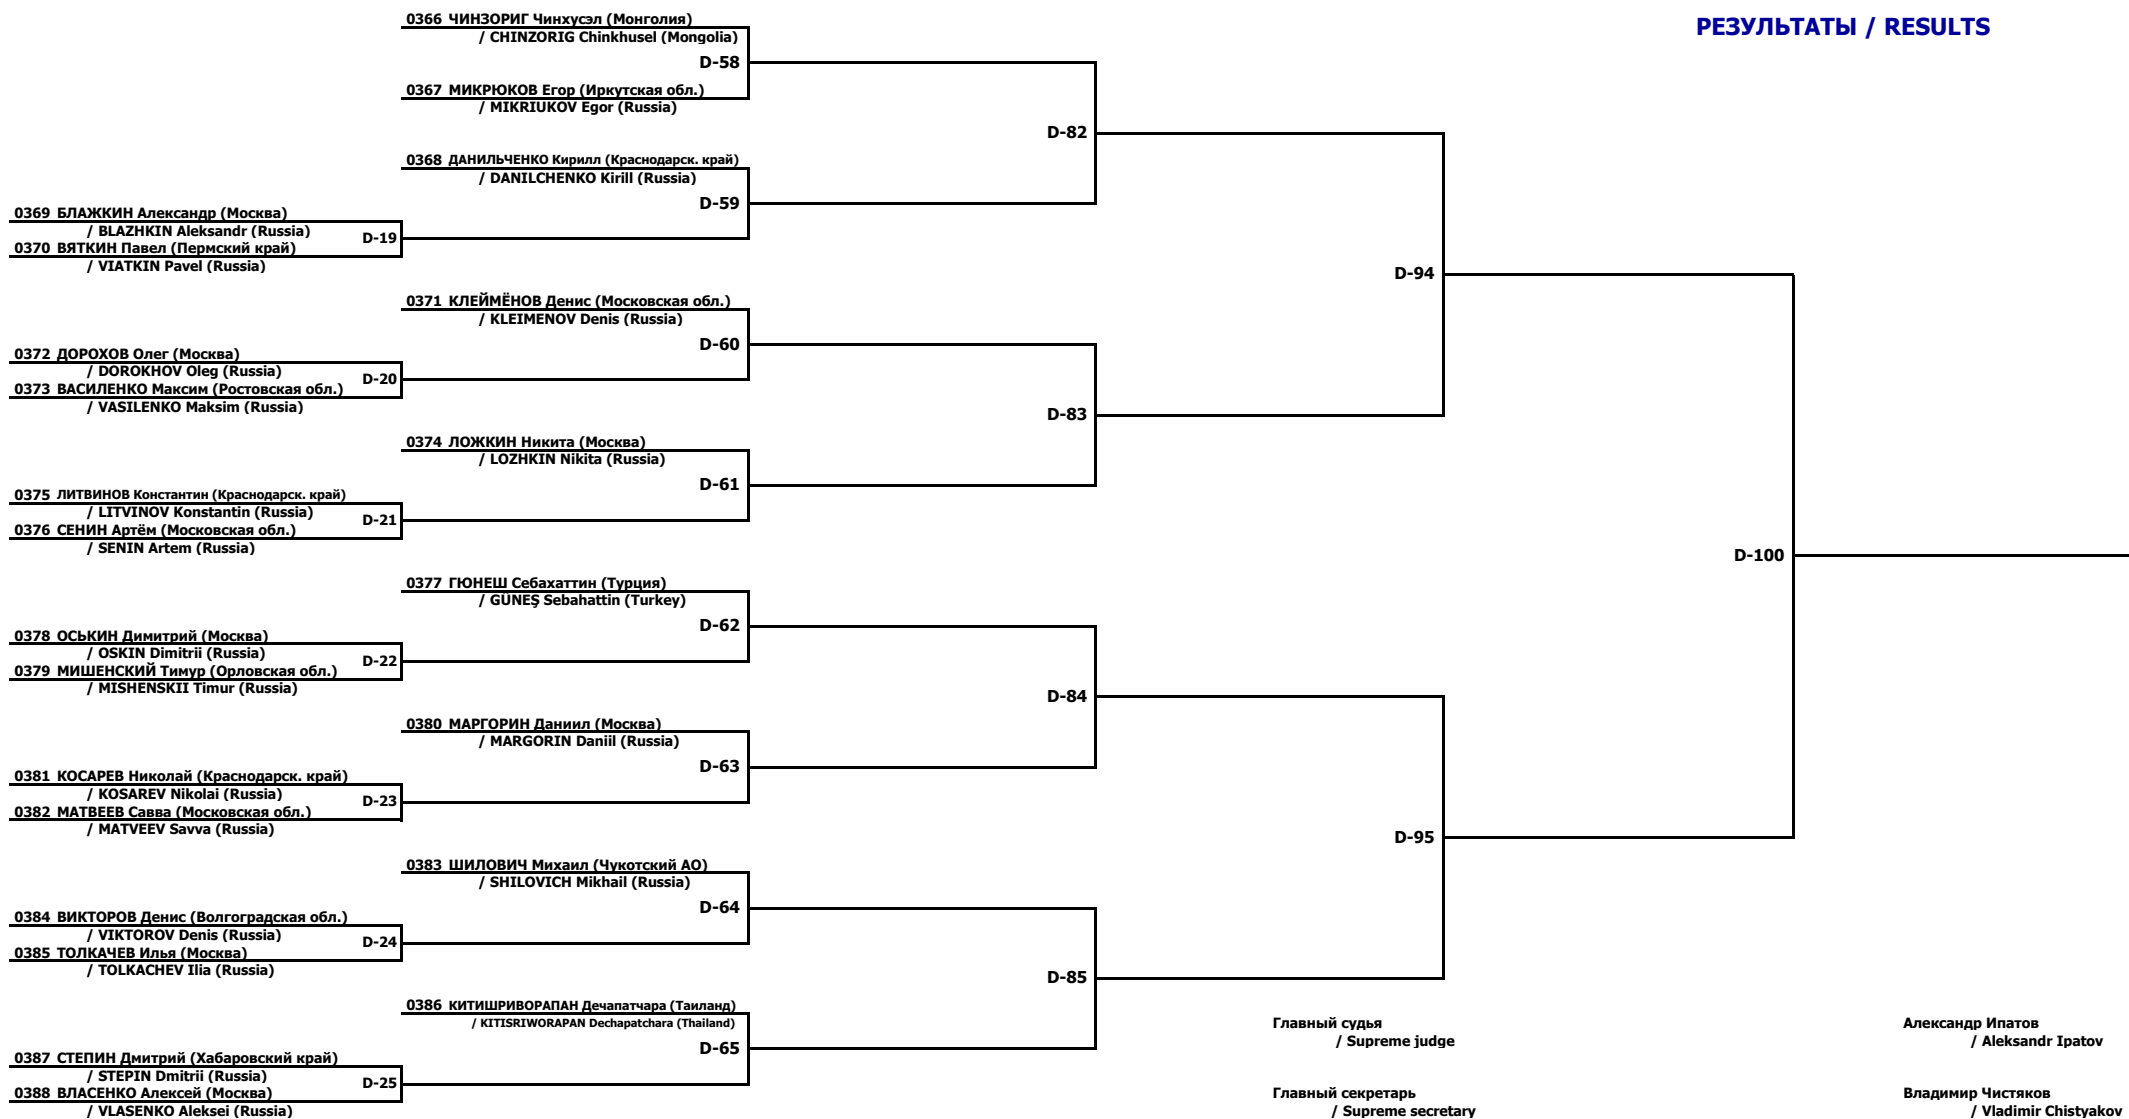 РЕЗУЛЬТАТЫ / RESULTS
0366 ЧИНЗОРИГ Чинхусэл (Монголия)
/ CHINZORIG Chinkhusel (Mongolia)
D-58
0367 МИКРЮКОВ Егор (Иркутская обл.)
/ MIKRIUKOV Egor (Russia)
D-82
0368 ДАНИЛЬЧЕНКО Кирилл (Краснодарск. край)
/ DANILCHENKO Kirill (Russia)
D-59
0369 БЛАЖКИН Александр (Москва)
/ BLAZHKIN Aleksandr (Russia)
D-19
0370 ВЯТКИН Павел (Пермский край)
/ VIATKIN Pavel (Russia)
D-94
0371 КЛЕЙМЁНОВ Денис (Московская обл.)
/ KLEIMENOV Denis (Russia)
D-60
0372 ДОРОХОВ Олег (Москва)
/ DOROKHOV Oleg (Russia)
D-20
0373 ВАСИЛЕНКО Максим (Ростовская обл.)
/ VASILENKO Maksim (Russia)
D-83
0374 ЛОЖКИН Никита (Москва)
/ LOZHKIN Nikita (Russia)
D-61
0375 ЛИТВИНОВ Константин (Краснодарск. край)
/ LITVINOV Konstantin (Russia)
D-21
0376 СЕНИН Артём (Московская обл.)
/ SENIN Artem (Russia)
D-100
0377 ГЮНЕШ Себахаттин (Турция)
/ GÜNEŞ Sebahattin (Turkey)
D-62
0378 ОСЬКИН Димитрий (Москва)
/ OSKIN Dimitrii (Russia)
D-22
0379 МИШЕНСКИЙ Тимур (Орловская обл.)
/ MISHENSKII Timur (Russia)
D-84
0380 МАРГОРИН Даниил (Москва)
/ MARGORIN Daniil (Russia)
D-63
0381 КОСАРЕВ Николай (Краснодарск. край)
/ KOSAREV Nikolai (Russia)
D-23
0382 МАТВЕЕВ Савва (Московская обл.)
/ MATVEEV Savva (Russia)
D-95
0383 ШИЛОВИЧ Михаил (Чукотский АО)
/ SHILOVICH Mikhail (Russia)
D-64
0384 ВИКТОРОВ Денис (Волгоградская обл.)
/ VIKTOROV Denis (Russia)
D-24
0385 ТОЛКАЧЕВ Илья (Москва)
/ TOLKACHEV Ilia (Russia)
D-85
0386 КИТИШРИВОРАПАН Дечапатчара (Таиланд)
/ KITISRIWORAPAN Dechapatchara (Thailand)
D-65
0387 СТЕПИН Дмитрий (Хабаровский край)
/ STEPIN Dmitrii (Russia)
D-25
0388 ВЛАСЕНКО Алексей (Москва)
/ VLASENKO Aleksei (Russia)
Главный судья
/ Supreme judge
Александр Ипатов
/ Aleksandr Ipatov
Главный секретарь
/ Supreme secretary
Владимир Чистяков
/ Vladimir Chistyakov